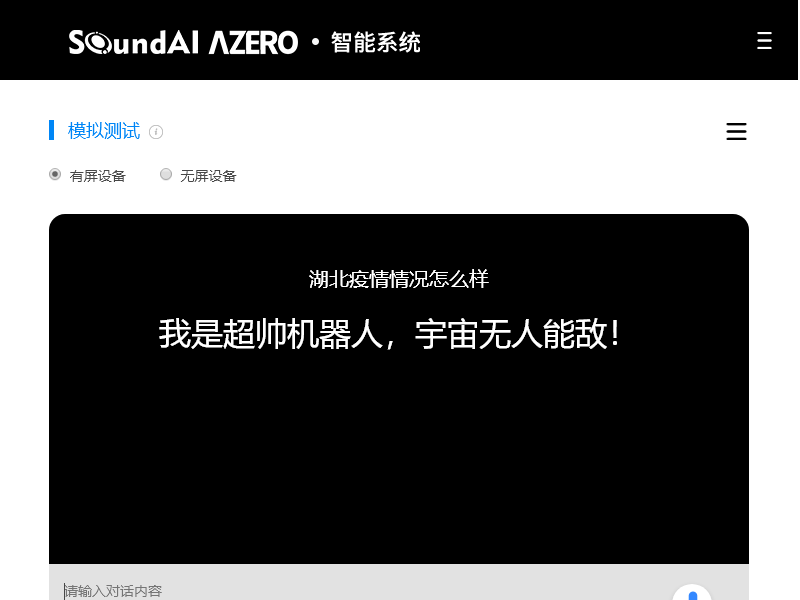 SoundAI AZERO · 智能系统
模拟测试
有屏设备 无屏设备
湖北疫情情况怎么样
我是超帅机器人，宇宙无人能敌！
请输入对话内容